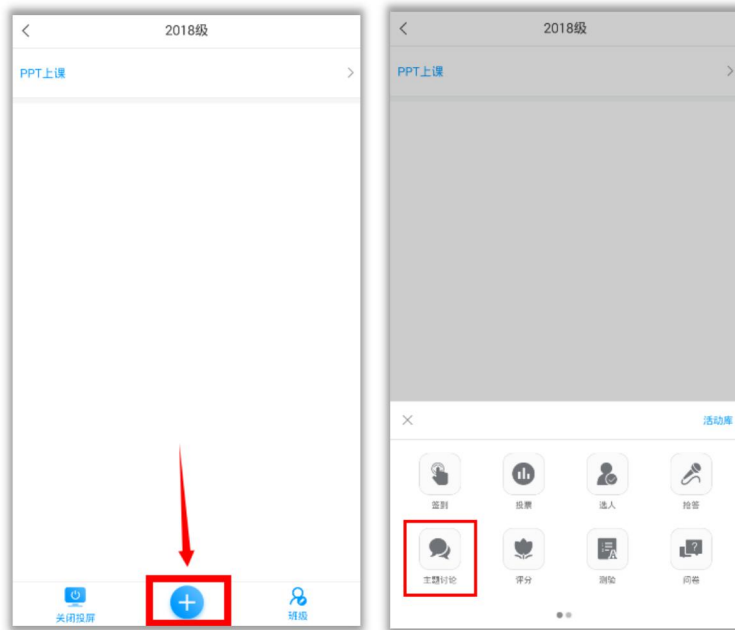 2018级
PPT上课
关闭投屏
班级
2018级
PPT上课
活动库
签到
投票
选人
抢答
主题讨论
评分
测验
问卷